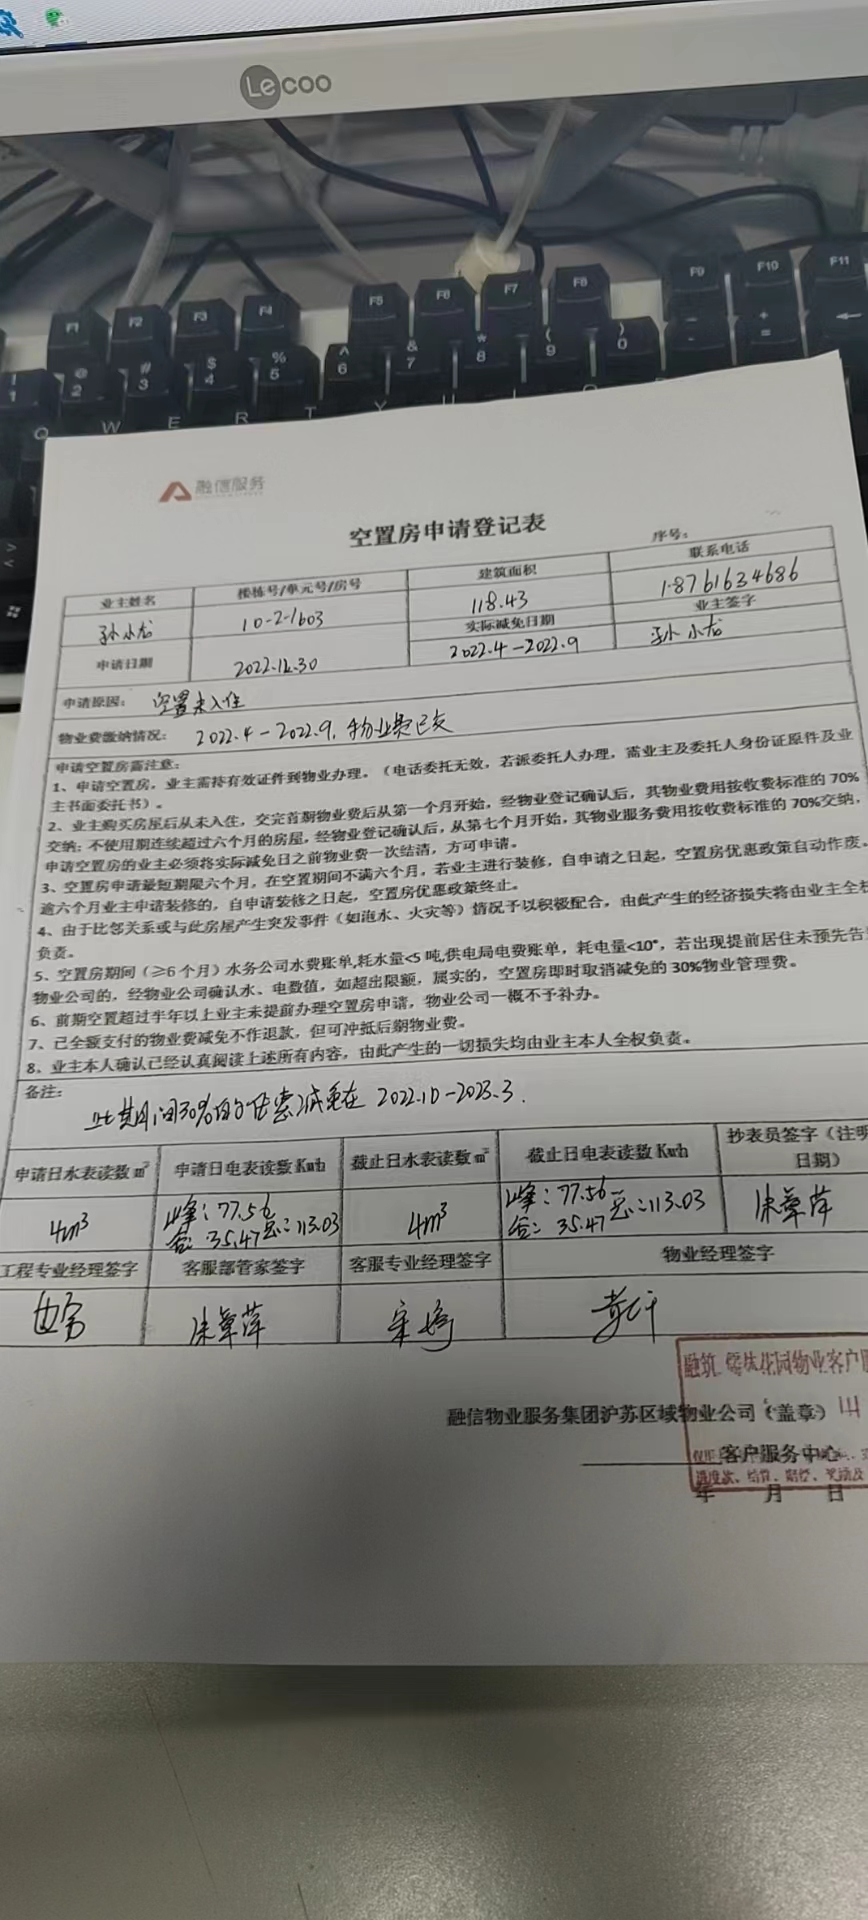 Lecoo
F1 F2 F3 F4 F5 F6 F7 F8 F9 F10 F11
! 1 @ 2 # 3 $ 4 % 5 ^ 6 & 7 * 8 ( 9 ) 0 - + =
Q W E R T Y U
融信服务
空置房申请登记表
序号:
业主姓名 楼栋号/单元号/房号 建筑面积 联系电话
孙小龙 10-2-1603 118.43 18761634686
申请日期 2022.12.30 实际减免日期 2022.4-2022.9 业主签字 孙小龙
申请原因: 空置未入住
物业费缴纳情况: 2022.4-2022.9,物业费已交
申请空置房需注意:
1、申请空置房,业主需持有效证件到物业办理。(电话委托无效,若派委托人办理,需业主及委托人身份证原件及业
主书面委托书)。
2、业主购买房屋后从未入住,交完首期物业费后从第一个月开始,经物业登记确认后,其物业费用按收费标准的70%
交纳;不使用期连续超过六个月的房屋,经物业登记确认后,从第七个月开始,其物业服务费用按收费标准的70%交纳,
申请空置房的业主必须将实际减免日之前物业费一次结清,方可申请。
3、空置房申请最短期限六个月,在空置期间不满六个月,若业主进行装修,自申请之日起,空置房优惠政策自动作废。
逾六个月业主申请装修的,自申请装修之日起,空置房优惠政策终止。
4、由于比邻关系或与此房屋产生突发事件(如泡水、火灾等)情况予以积极配合,由此产生的经济损失将由业主全权
负责。
5、空置房期间(≥6个月)水务公司水费账单,耗水量<5吨,供电局电费账单,耗电量<10°,若出现提前居住未预先告
物业公司的,经物业公司确认水、电数值,如超出限额,属实的,空置房即时取消减免的30%物业管理费。
6、前期空置超过半年以上业主未提前办理空置房申请,物业公司一概不予补办。
7、已全额支付的物业费减免不作退款,但可冲抵后期物业费。
8、业主本人确认已经认真阅读上述所有内容,由此产生的一切损失均由业主本人全权负责。
备注:
此期间30%的优惠减免在2022.10-2023.3.
申请日水表读数m³ 申请日电表读数Kwh 截止日水表读数m³ 截止日电表读数Kwh 抄表员签字(注明
日期)
4m³ 峰:77.56 谷:35.47 总:113.03 4m³ 峰:77.56 谷:35.47 总:113.03
工程专业经理签字 客服部管家签字 客服专业经理签字 物业经理签字
融信物业服务集团沪苏区域物业公司(盖章)
客户服务中心
年 月 日